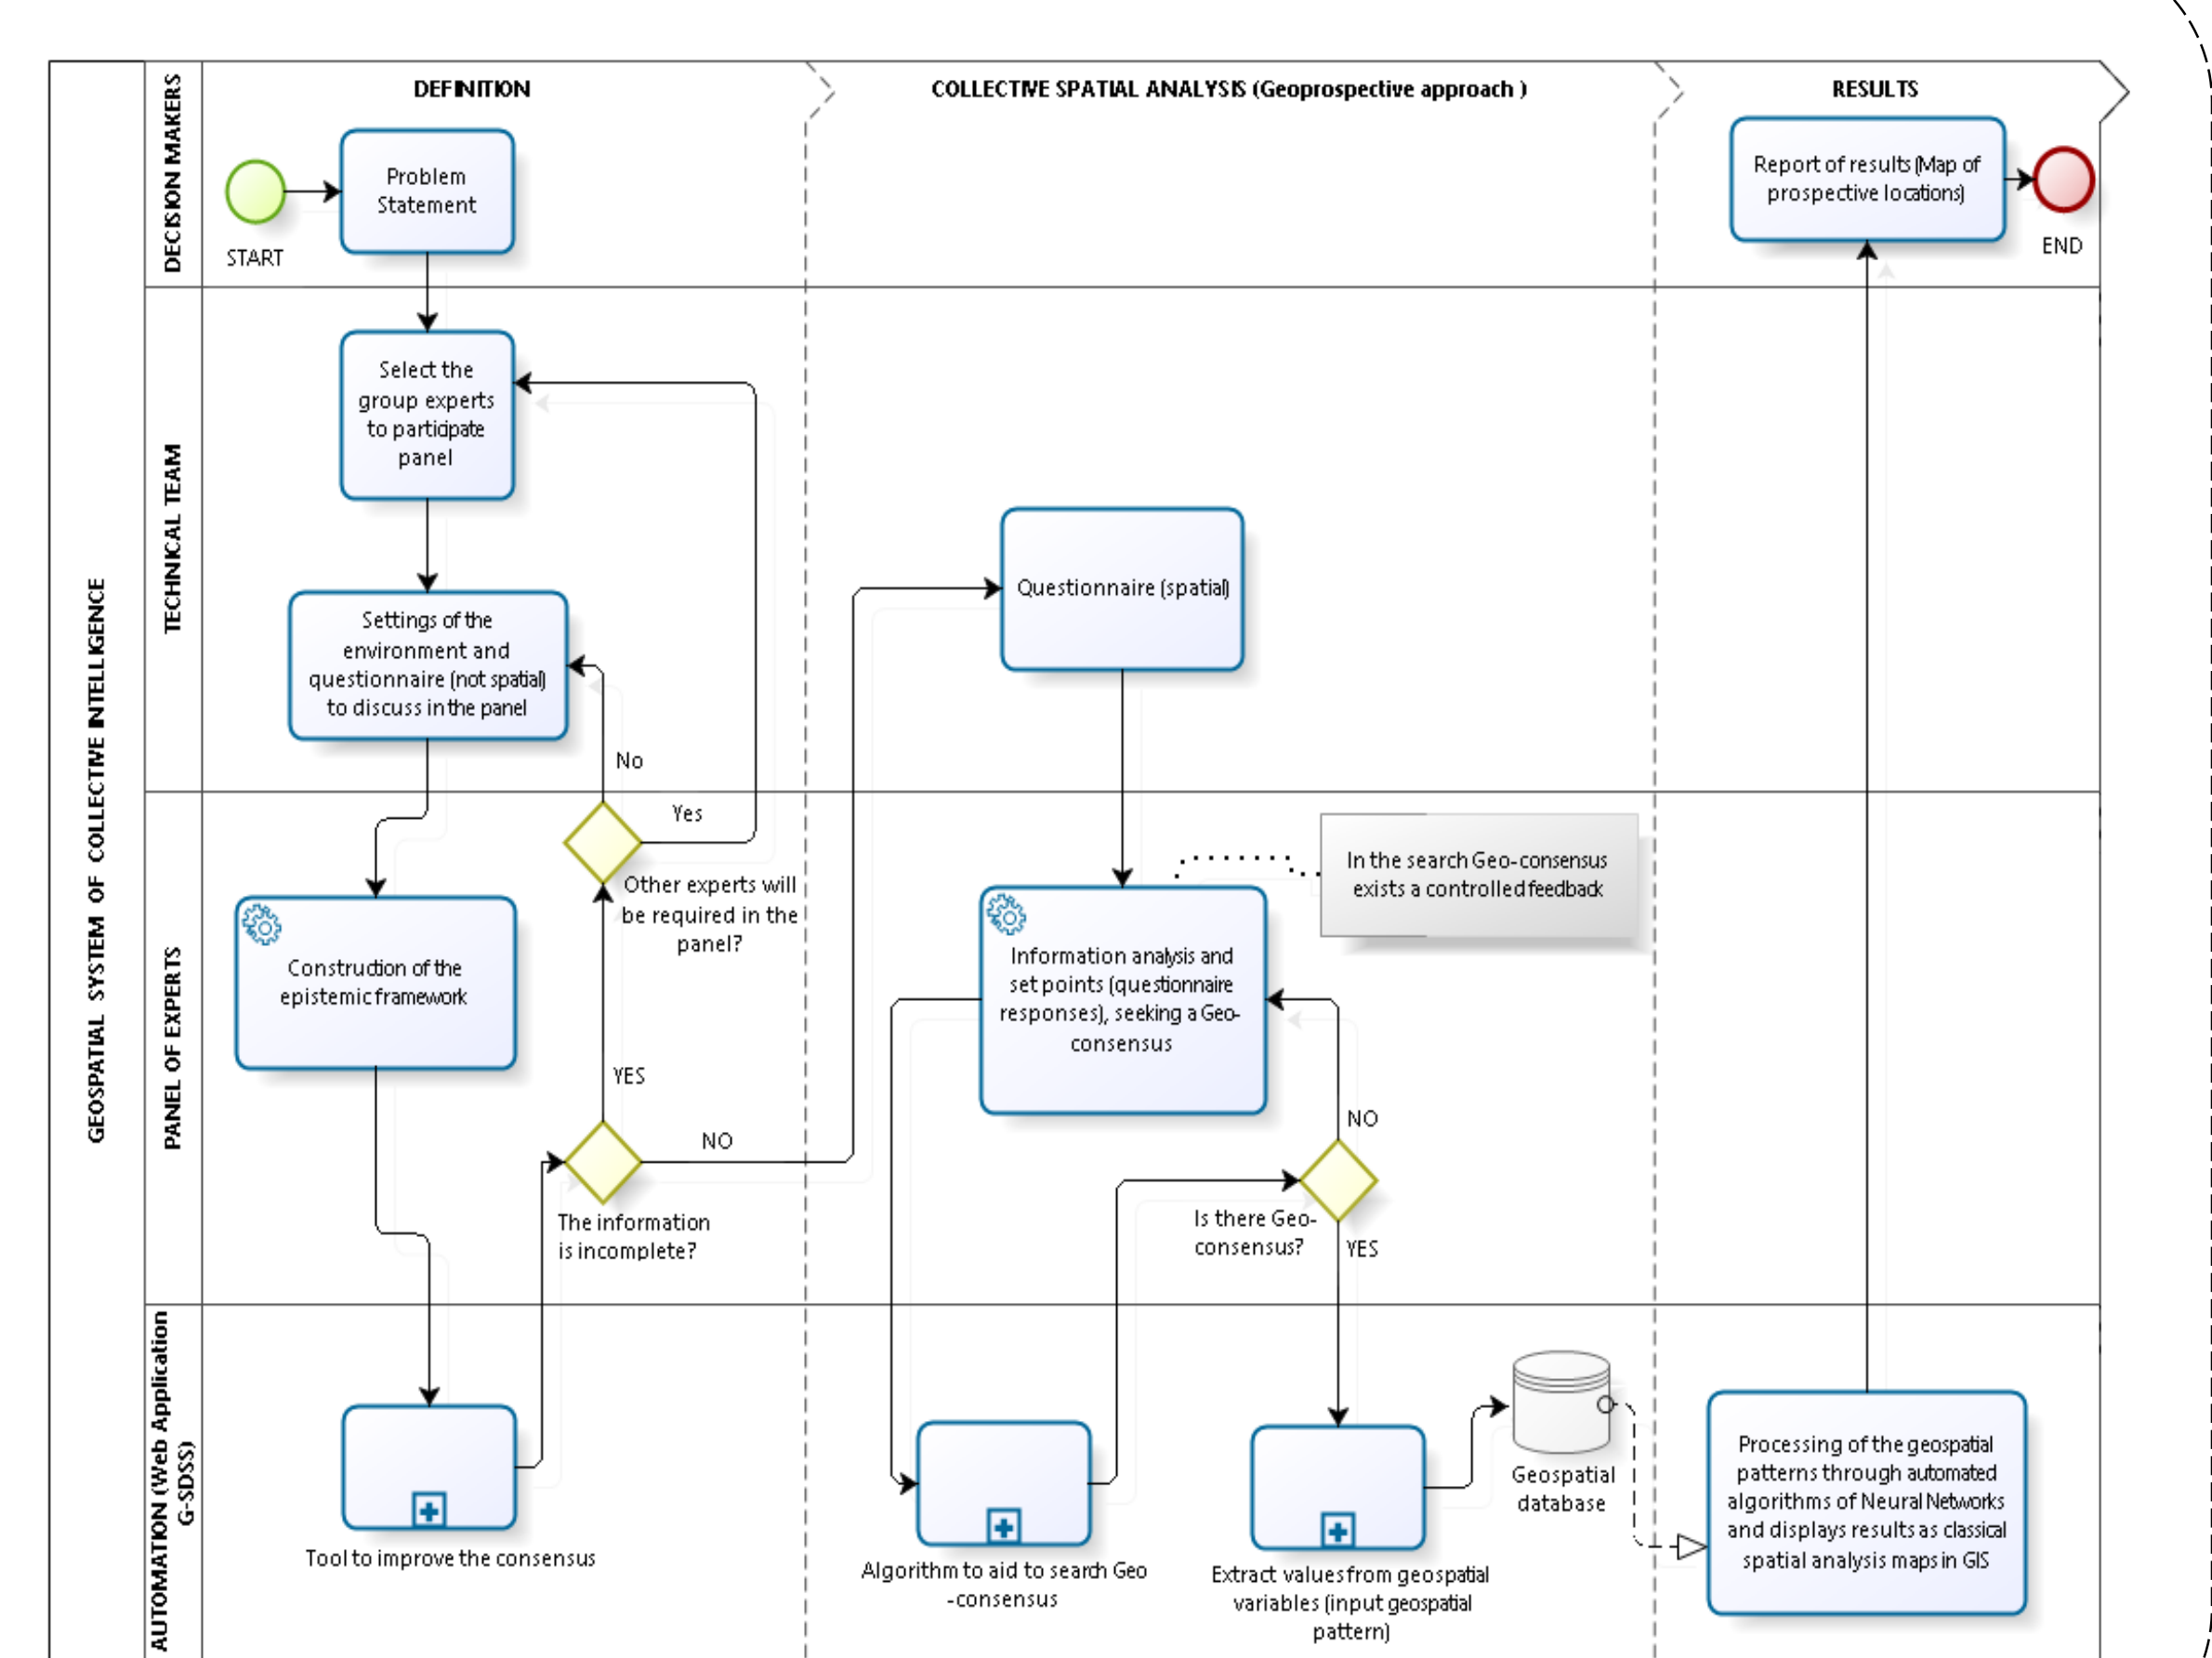 GEOSPATIAL SYSTEM OF COLLECTIVE INTELLIGENCE
DECISION MAKERS
TECHNICAL TEAM
PANEL OF EXPERTS
AUTOMATION (Web Application
G-SDSS)
DEFINITION
COLLECTIVE SPATIAL ANALYSIS (Geoprospective approach )
RESULTS
START
Problem
Statement
Select the
group experts
to participate
panel
Settings of the
environment and
questionnaire (not spatial)
to discuss in the panel
No
Yes
Other experts will
be required in the
panel?
Construction of the
epistemic framework
YES
NO
The information
is incomplete?
Tool to improve the consensus
Questionnaire (spatial)
In the search Geo-consensus
exists a controlled feedback
Information analysis and
set points (questionnaire
responses), seeking a Geo-
consensus
NO
Is there Geo-
consensus?
YES
Algorithm to aid to search Geo
-consensus
Extract values from geospatial
variables (input geospatial
pattern)
Geospatial
database
Report of results (Map of
prospective locations)
END
Processing of the geospatial
patterns through automated
algorithms of Neural Networks
and displays results as classical
spatial analysis maps in GIS